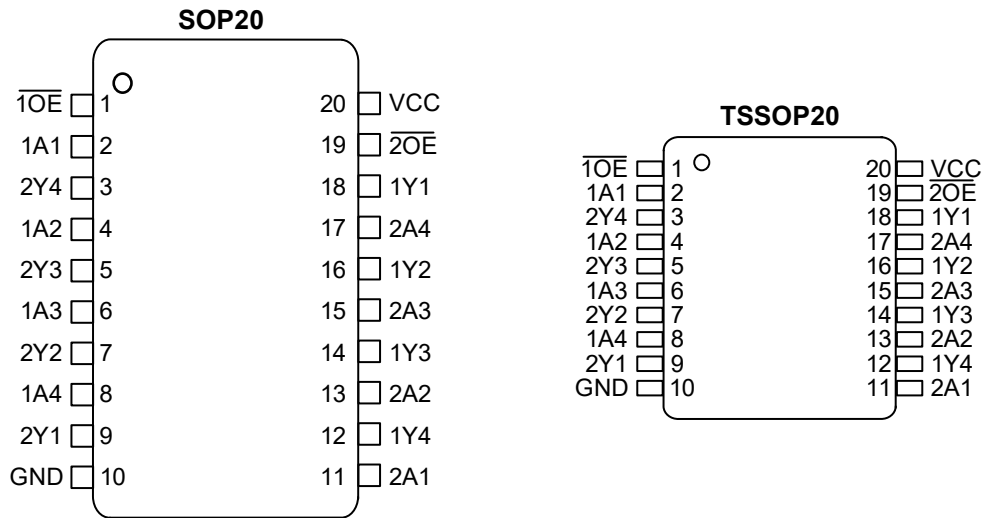 SOP20
1̅O̅E̅ 1 20 VCC
1A1 2 19 2̅O̅E̅
2Y4 3 18 1Y1
1A2 4 17 2A4
2Y3 5 16 1Y2
1A3 6 15 2A3
2Y2 7 14 1Y3
1A4 8 13 2A2
2Y1 9 12 1Y4
GND 10 11 2A1
TSSOP20
1̅O̅E̅ 1 20 VCC
1A1 2 19 2̅O̅E̅
2Y4 3 18 1Y1
1A2 4 17 2A4
2Y3 5 16 1Y2
1A3 6 15 2A3
2Y2 7 14 1Y3
1A4 8 13 2A2
2Y1 9 12 1Y4
GND 10 11 2A1